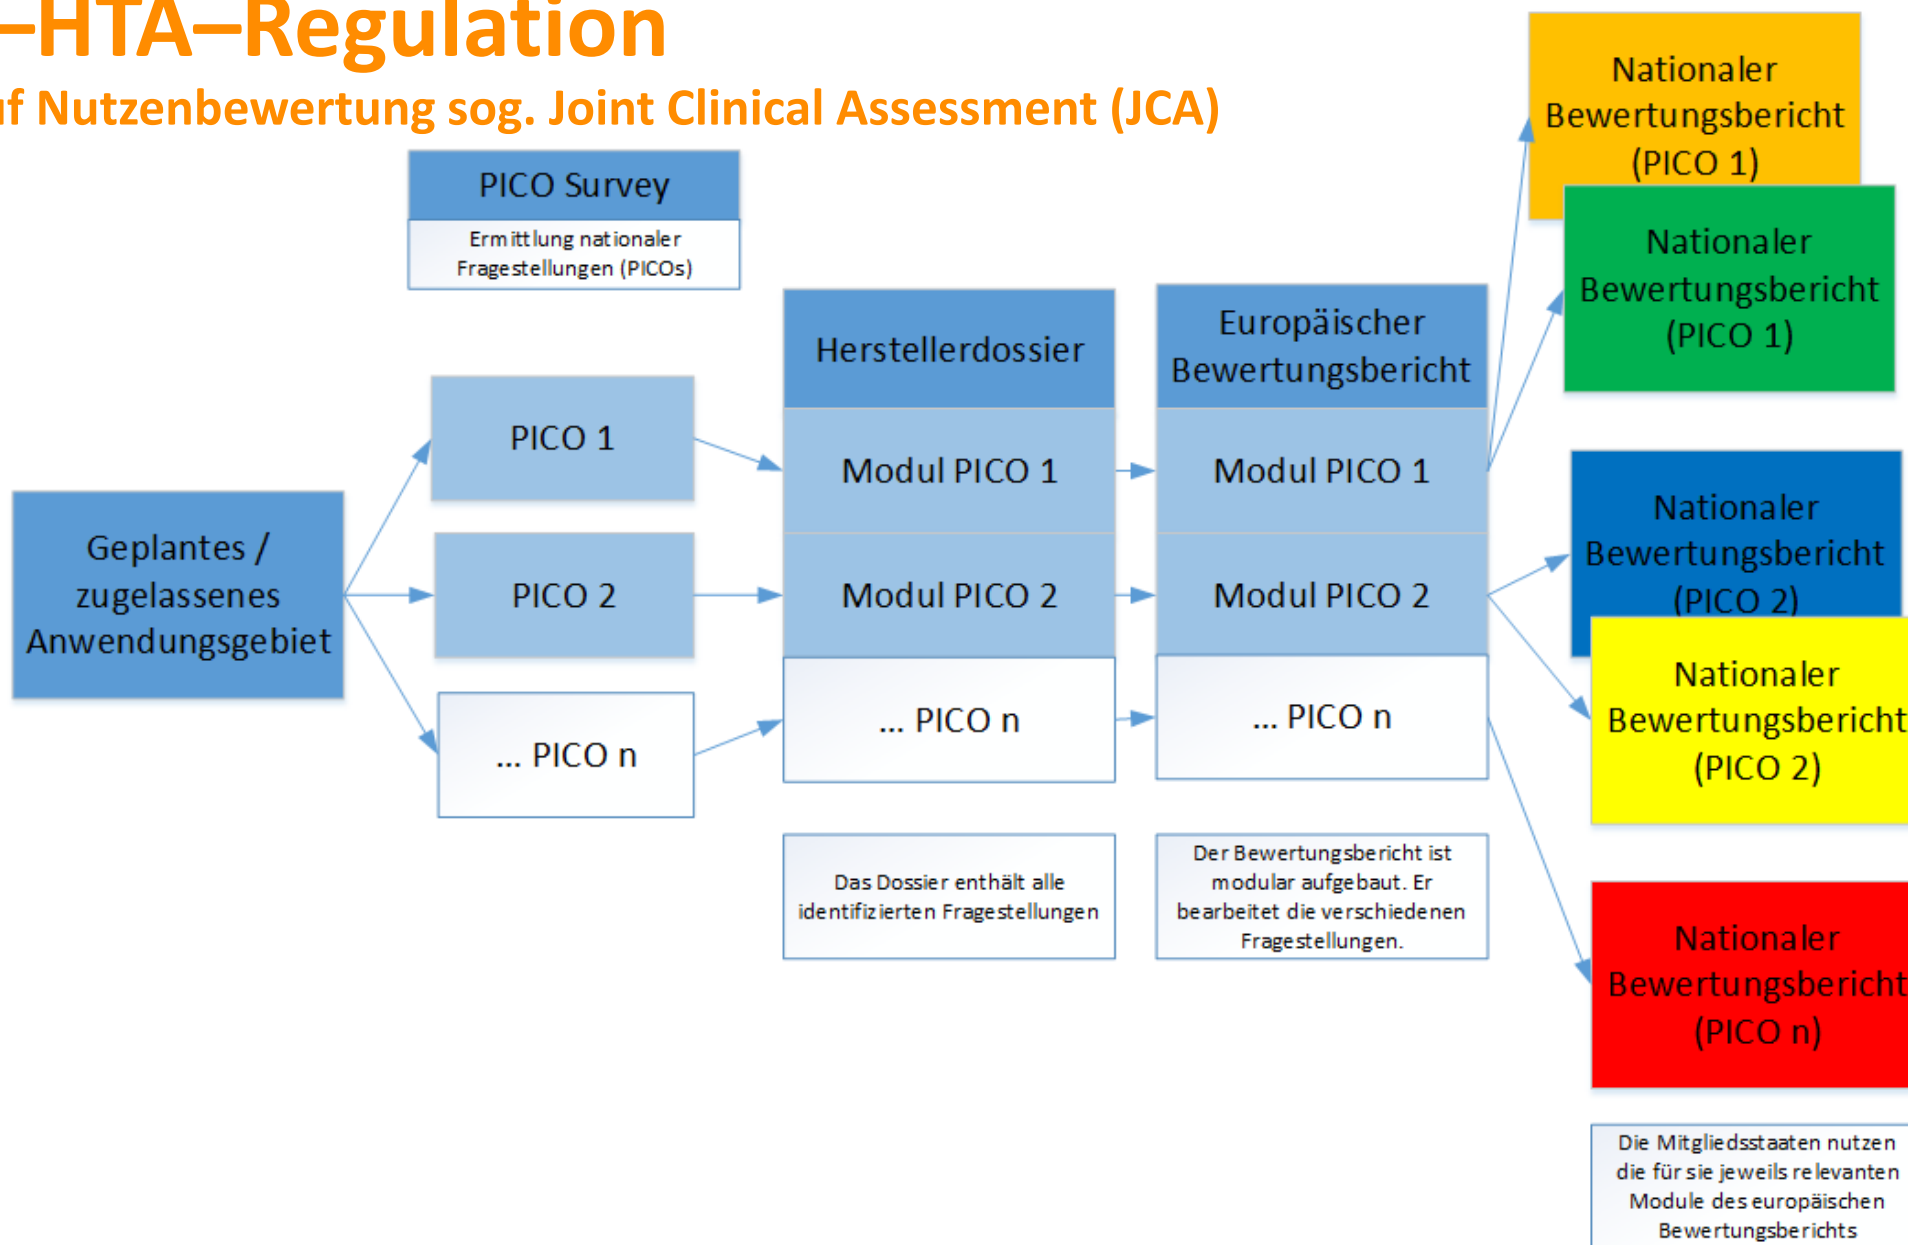 –HTA–Regulation
uf Nutzenbewertung sog. Joint Clinical Assessment (JCA)
PICO Survey
Ermittlung nationaler
Fragestellungen (PICOs)
Geplantes /
zugelassenes
Anwendungsgebiet
PICO 1
PICO 2
... PICO n
Herstellerdossier
Modul PICO 1
Modul PICO 2
... PICO n
Das Dossier enthält alle
identifizierten Fragestellungen
Europäischer
Bewertungsbericht
Modul PICO 1
Modul PICO 2
... PICO n
Der Bewertungsbericht ist
modular aufgebaut. Er
bearbeitet die verschiedenen
Fragestellungen.
Nationaler
Bewertungsbericht
(PICO 1)
Nationaler
Bewertungsbericht
(PICO 1)
Nationaler
Bewertungsbericht
(PICO 2)
Nationaler
Bewertungsbericht
(PICO 2)
Nationaler
Bewertungsbericht
(PICO n)
Die Mitgliedsstaaten nutzen
die für sie jeweils relevanten
Module des europäischen
Bewertungsberichts